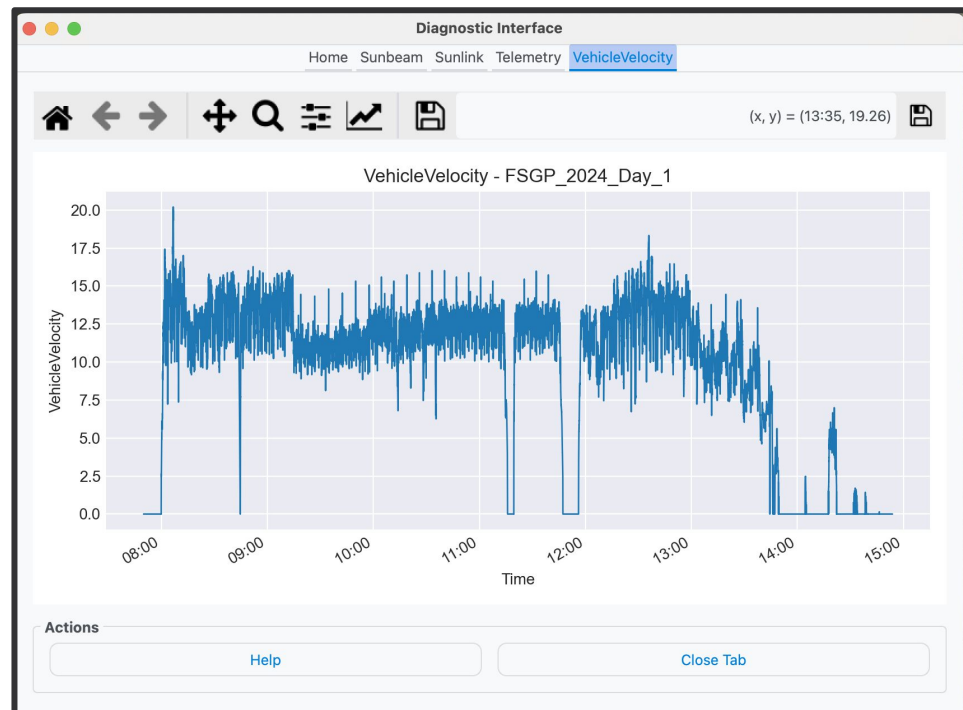 Diagnostic Interface
Home Sunbeam Sunlink Telemetry VehicleVelocity
(x, y) = (13:35, 19.26)
VehicleVelocity - FSGP_2024_Day_1
20.0
17.5
15.0
12.5
10.0
7.5
5.0
2.5
0.0
VehicleVelocity
08:00 09:00 10:00 11:00 12:00 13:00 14:00 15:00
Time
Actions
Help Close Tab